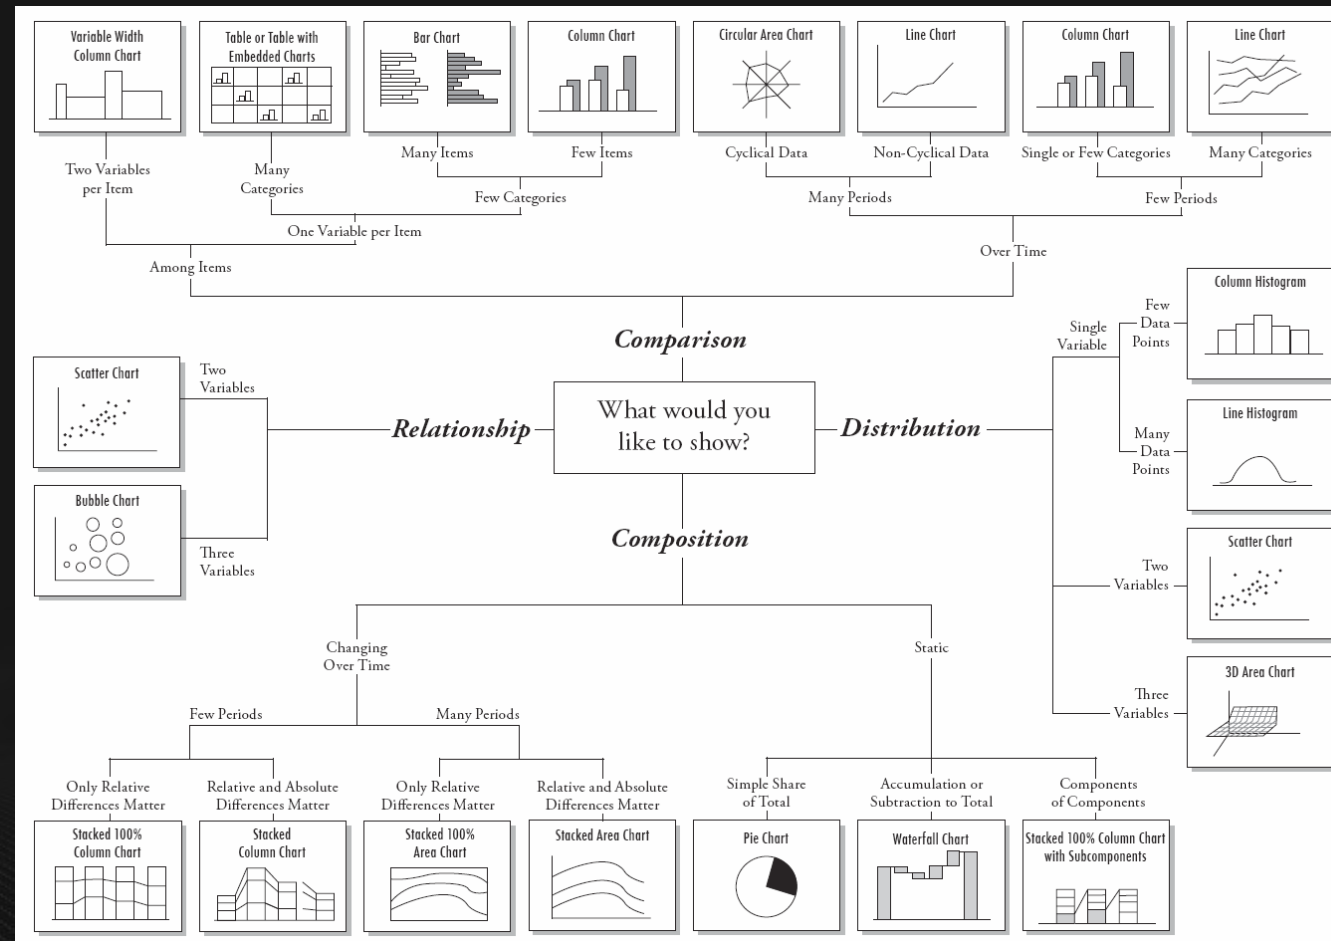 Variable Width
Column Chart
Table or Table with
Embedded Charts
Bar Chart
Column Chart
Circular Area Chart
Line Chart
Column Chart
Line Chart
Two Variables
per Item
Many
Categories
Many Items
Few Items
Cyclical Data
Non-Cyclical Data
Single or Few Categories
Many Categories
Few Categories
Many Periods
Few Periods
One Variable per Item
Over Time
Among Items
Comparison
What would you
like to show?
Relationship
Two
Variables
Scatter Chart
Three
Variables
Bubble Chart
Distribution
Single
Variable
Few
Data
Points
Column Histogram
Many
Data
Points
Line Histogram
Two
Variables
Scatter Chart
Three
Variables
3D Area Chart
Composition
Changing
Over Time
Static
Few Periods
Many Periods
Only Relative
Differences Matter
Relative and Absolute
Differences Matter
Only Relative
Differences Matter
Relative and Absolute
Differences Matter
Simple Share
of Total
Accumulation or
Subtraction to Total
Components
of Components
Stacked 100%
Column Chart
Stacked
Column Chart
Stacked 100%
Area Chart
Stacked Area Chart
Pie Chart
Waterfall Chart
Stacked 100% Column Chart
with Subcomponents